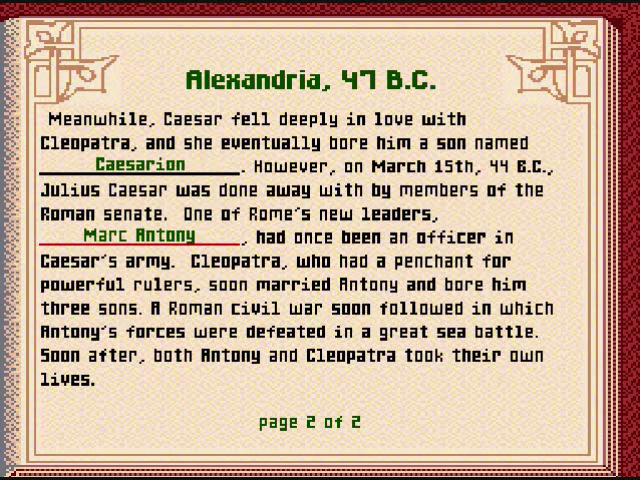 Alexandria, 47 B.C.
Meanwhile, Caesar fell deeply in love with
Cleopatra, and she eventually bore him a son named
Caesarion. However, on March 15th, 44 B.C.,
Julius Caesar was done away with by members of the
Roman senate. One of Rome's new leaders,
Marc Antony, had once been an officer in
Caesar's army. Cleopatra, who had a penchant for
powerful rulers, soon married Antony and bore him
three sons. A Roman civil war soon followed in which
Antony's forces were defeated in a great sea battle.
Soon after, both Antony and Cleopatra took their own
lives.
page 2 of 2